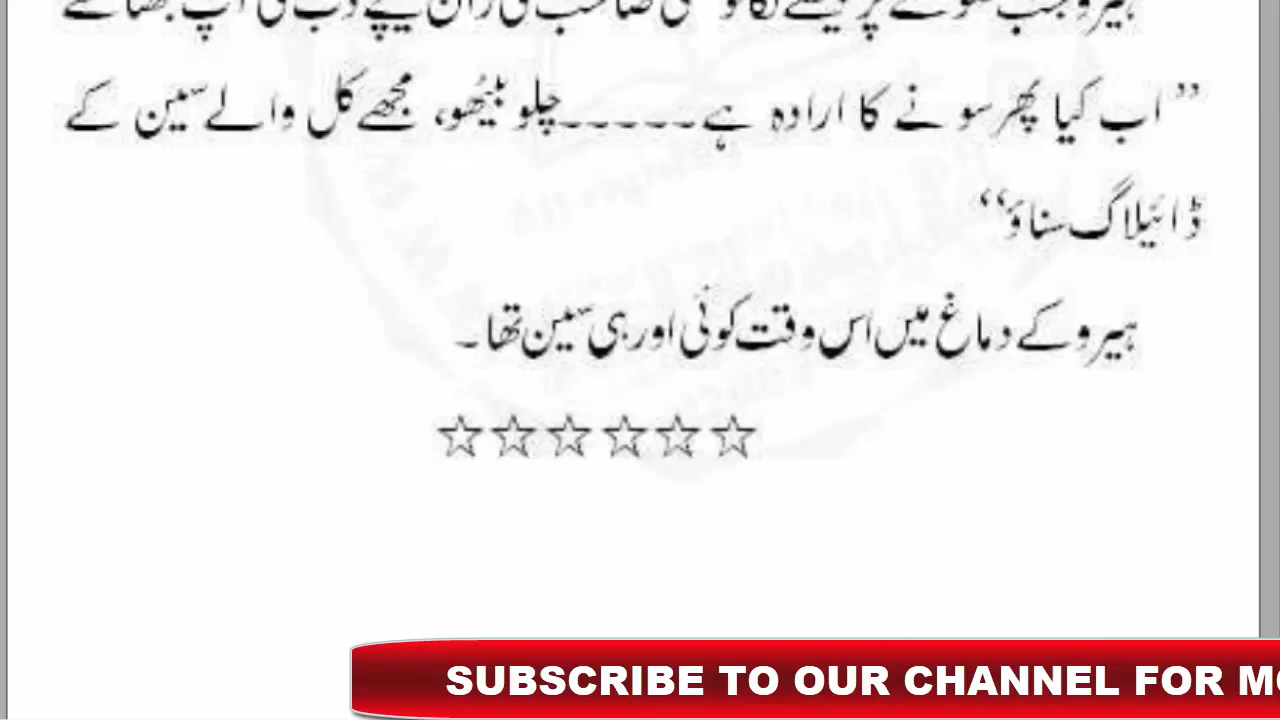 ”اب کیا پھر سونے کا ارادہ ہے۔۔۔۔۔چلو بیٹھو، مجھے کل والے سین کے
ڈائیلاگ سناؤ“
ہیرو کے دماغ میں اس وقت کوئی اور ہی سین تھا۔
☆☆☆☆☆☆
SUBSCRIBE TO OUR CHANNEL FOR M